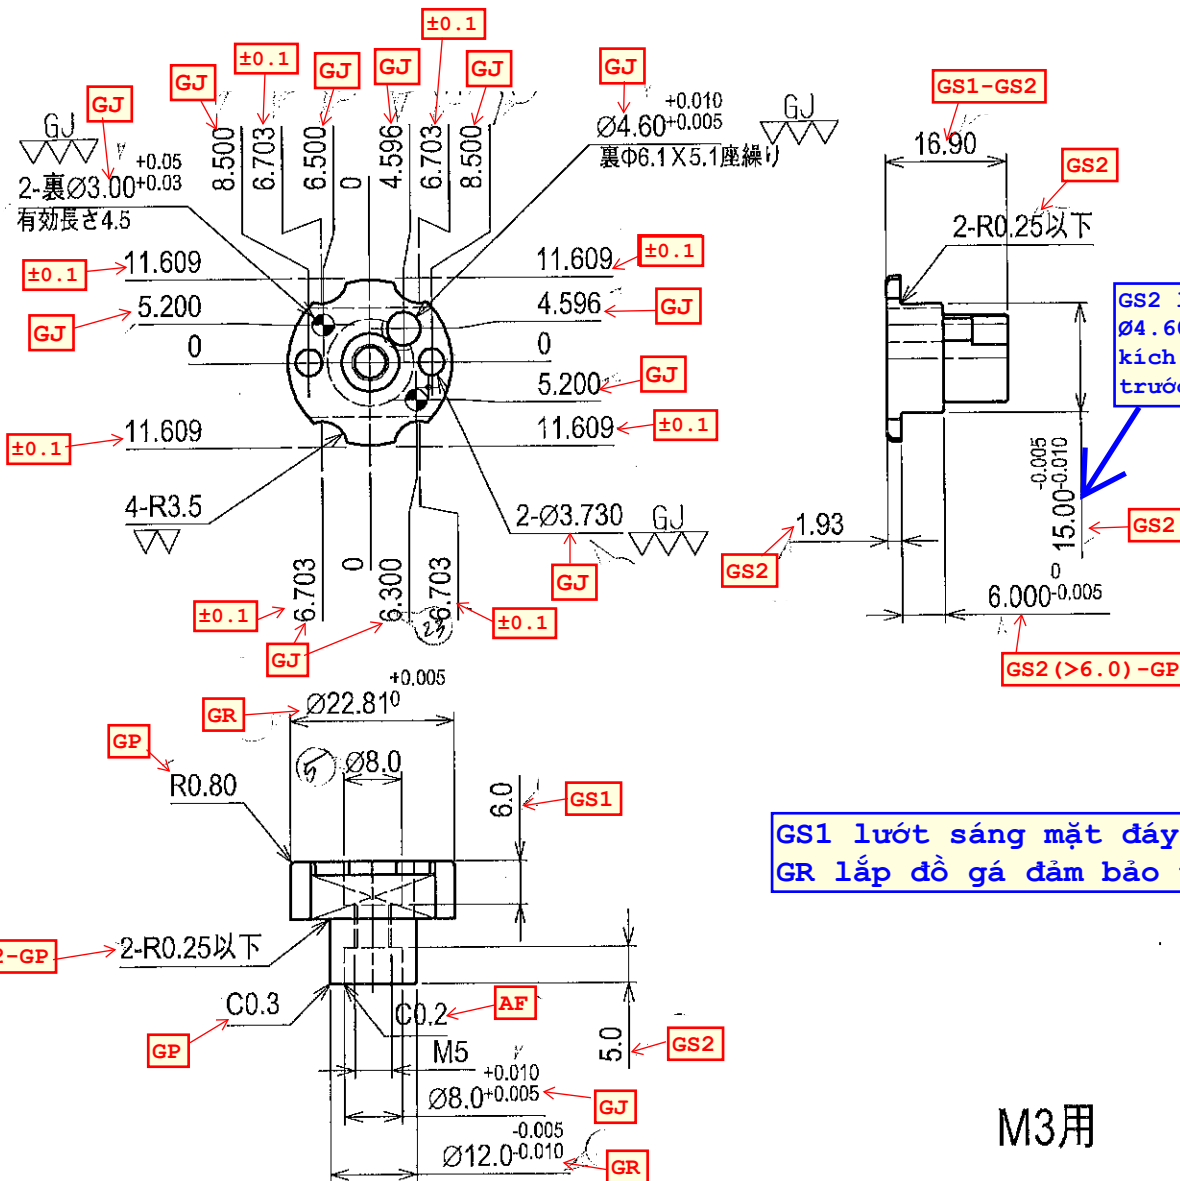 ±0.1
±0.1
GJ
GJ
GJ
GJ
GJ
GJ
GJ
GJ
2-裏Ø3.00+0.03
+0.05
有効長さ4.5
8.500
6.703
6.500
0
4.596
6.703
8.500
+0.010
Ø4.60+0.005
裏Φ6.1X5.1座繰り
GJ
±0.1
11.609
11.609
±0.1
GJ
5.200
4.596
GJ
0
0
5.200
GJ
±0.1
11.609
11.609
±0.1
4-R3.5
2-Ø3.730
GJ
GJ
±0.1
6.703
0
6.300
6.703
±0.1
GJ
23
GS1-GS2
16.90
GS2
2-R0.25以下
GS2
Ø4.60
kích
trước
-0.005
15.00-0.010
GS2
1.93
GS2
0
6.000-0.005
GS2(>6.0)-GP
+0.005
GR
Ø22.810
GP
R0.80
5
Ø8.0
6.0
GS1
GS1 lướt sáng mặt đáy
GR lắp đồ gá đảm bảo
2-GP
2-R0.25以下
C0.3
GP
C0.2
AF
M5
5.0
GS2
+0.010
Ø8.0+0.005
GJ
-0.005
Ø12.0-0.010
GR
M3用